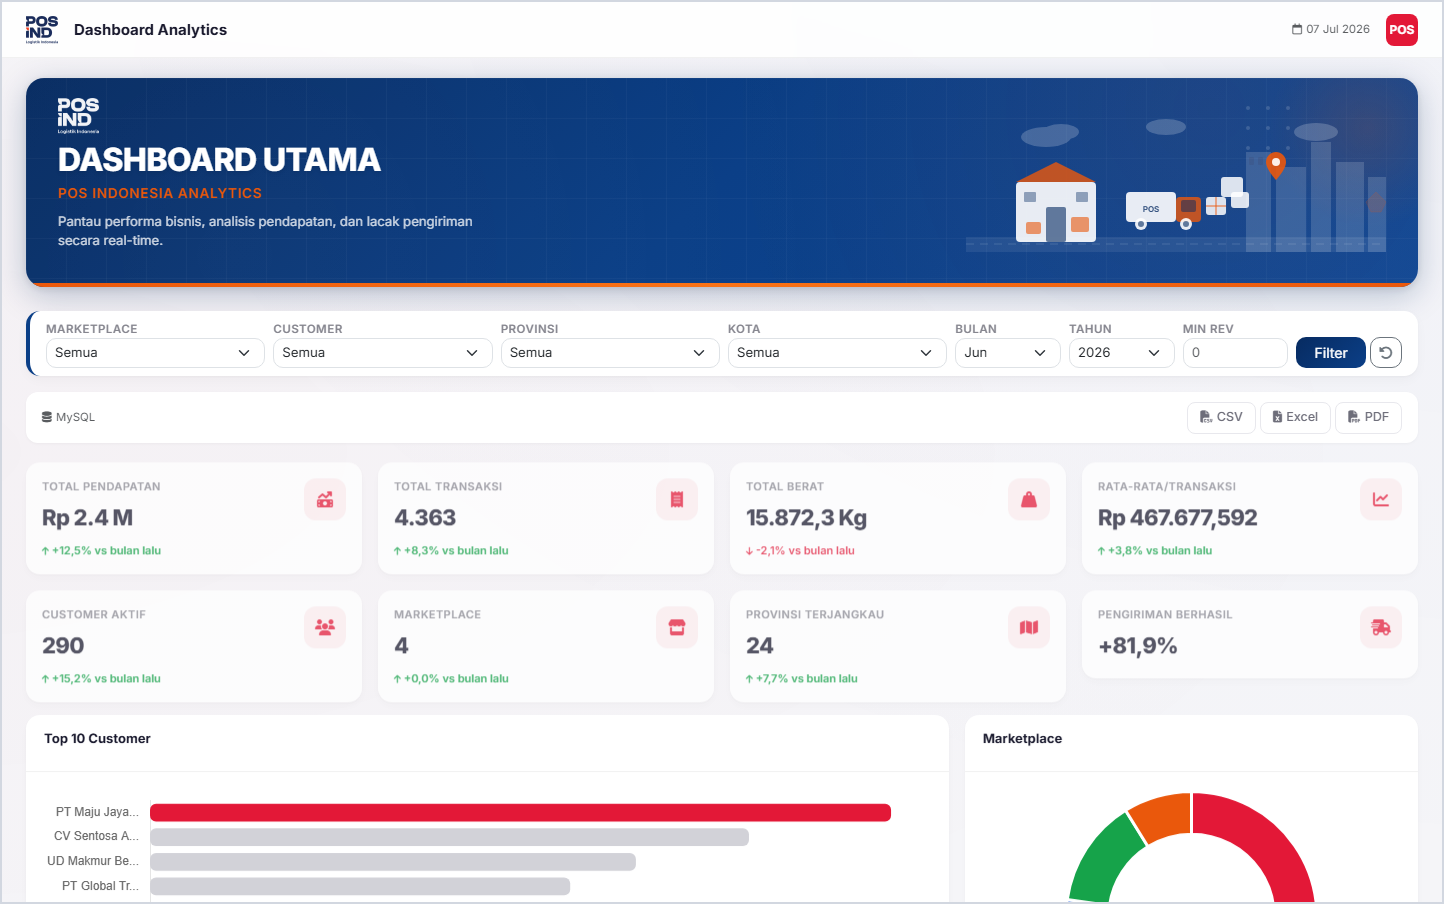 POS
IND
Logistik Indonesia
Dashboard Analytics
07 Jul 2026
POS
POS
IND
Logistik Indonesia
DASHBOARD UTAMA
POS INDONESIA ANALYTICS
Pantau performa bisnis, analisis pendapatan, dan lacak pengiriman
secara real-time.
POS
MARKETPLACE CUSTOMER PROVINSI KOTA BULAN TAHUN MIN REV
Semua Semua Semua Semua Jun 2026 0 Filter
MySQL
CSV Excel PDF
TOTAL PENDAPATAN
Rp 2.4 M
↑ +12,5% vs bulan lalu
TOTAL TRANSAKSI
4.363
↑ +8,3% vs bulan lalu
TOTAL BERAT
15.872,3 Kg
↓ -2,1% vs bulan lalu
RATA-RATA/TRANSAKSI
Rp 467.677,592
↑ +3,8% vs bulan lalu
CUSTOMER AKTIF
290
↑ +15,2% vs bulan lalu
MARKETPLACE
4
↑ +0,0% vs bulan lalu
PROVINSI TERJANGKAU
24
↑ +7,7% vs bulan lalu
PENGIRIMAN BERHASIL
+81,9%
Top 10 Customer
PT Maju Jaya...
CV Sentosa A...
UD Makmur Be...
PT Global Tr...
Marketplace